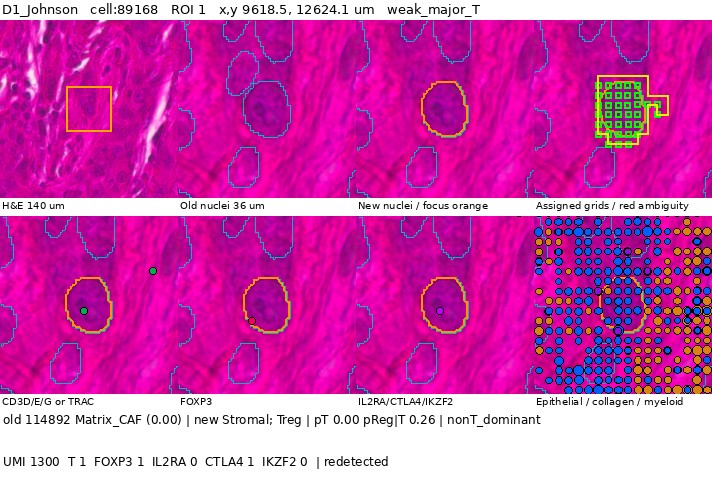 D1_Johnson cell:89168 ROI 1 x,y 9618.5, 12624.1 um weak_major_T
H&E 140 um
Old nuclei 36 um
New nuclei / focus orange
Assigned grids / red ambiguity
CD3D/E/G or TRAC
FOXP3
IL2RA/CTLA4/IKZF2
Epithelial / collagen / myeloid
old 114892 Matrix_CAF (0.00) | new Stromal; Treg | pT 0.00 pReg|T 0.26 | nonT_dominant
UMI 1300 T 1 FOXP3 1 IL2RA 0 CTLA4 1 IKZF2 0 | redetected